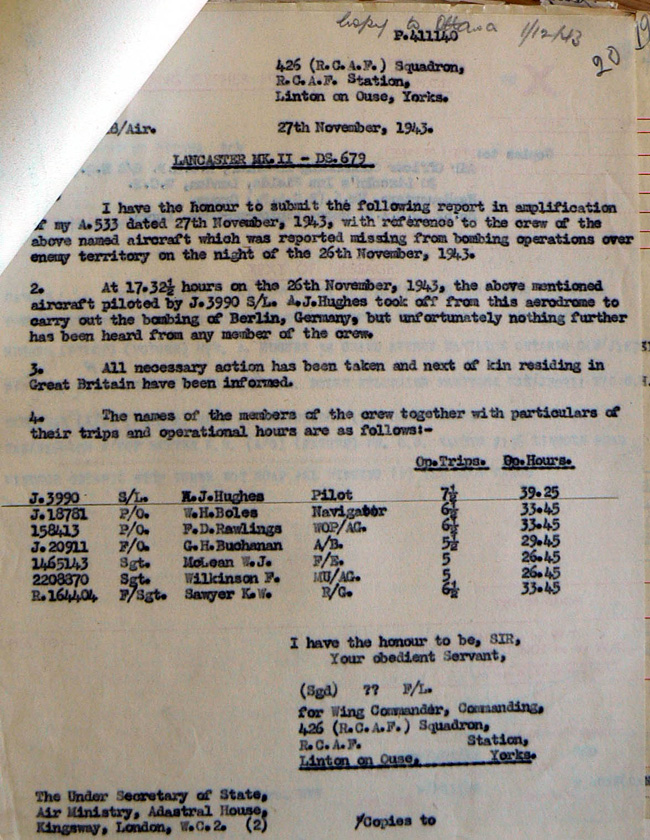 Copy to Ottawa 1/12/43
P.411140
20
426 (R.C.A.F.) Squadron,
R.C.A.F. Station,
Linton on Ouse, Yorks.
/Air. 27th November, 1943.
LANCASTER MK.II - DS.679
I have the honour to submit the following report in amplification
of my A.533 dated 27th November, 1943, with reference to the crew of the
above named aircraft which was reported missing from bombing operations over
enemy territory on the night of the 26th November, 1943.
2. At 17.32½ hours on the 26th November, 1943, the above mentioned
aircraft piloted by J.3990 S/L. A.J.Hughes took off from this aerodrome to
carry out the bombing of Berlin, Germany, but unfortunately nothing further
has been heard from any member of the crew.
3. All necessary action has been taken and next of kin residing in
Great Britain have been informed.
4. The names of the members of the crew together with particulars of
their trips and operational hours are as follows:-
Op.Trips. Op.Hours.
J.3990 S/L. A.J.Hughes Pilot 7½ 39.25
J.18781 P/O. W.H.Boles Navigator 6½ 33.45
158413 P/O. F.D.Rawlings WOP/AG. 6½ 33.45
J.20911 F/O. G.H.Buchanan A/B. 5½ 29.45
1465143 Sgt. McLean W.J. F/E. 5 26.45
2208370 Sgt. Wilkinson F. MU/AG. 5 26.45
R.164404 F/Sgt. Sawyer K.W. R/G. 6½ 33.45
I have the honour to be, SIR,
Your obedient Servant,
(Sgd) ?? F/L.
for Wing Commander, Commanding,
426 (R.C.A.F.) Squadron,
R.C.A.F. Station,
Linton on Ouse, Yorks.
The Under Secretary of State,
Air Ministry, Adastral House,
Kingsway, London, W.C.2. (2) /Copies to